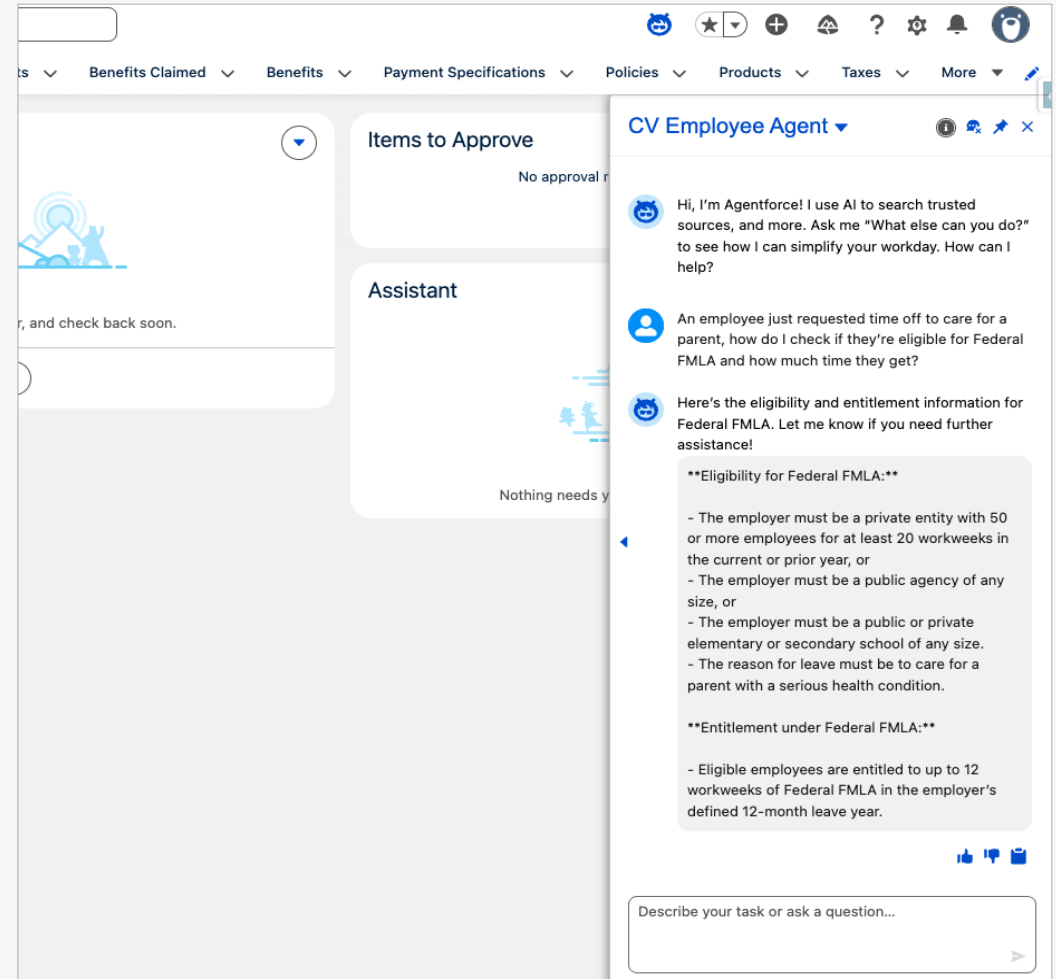 ts
Benefits Claimed
Benefits
Payment Specifications
Policies
Products
Taxes
More
Items to Approve
No approval r
r, and check back soon.
Assistant
Nothing needs y
CV Employee Agent
Hi, I'm Agentforce! I use AI to search trusted
sources, and more. Ask me “What else can you do?”
to see how I can simplify your workday. How can I
help?
An employee just requested time off to care for a
parent, how do I check if they’re eligible for Federal
FMLA and how much time they get?
Here’s the eligibility and entitlement information for
Federal FMLA. Let me know if you need further
assistance!
**Eligibility for Federal FMLA:**
- The employer must be a private entity with 50
or more employees for at least 20 workweeks in
the current or prior year, or
- The employer must be a public agency of any
size, or
- The employer must be a public or private
elementary or secondary school of any size.
- The reason for leave must be to care for a
parent with a serious health condition.
**Entitlement under Federal FMLA:**
- Eligible employees are entitled to up to 12
workweeks of Federal FMLA in the employer’s
defined 12-month leave year.
Describe your task or ask a question...